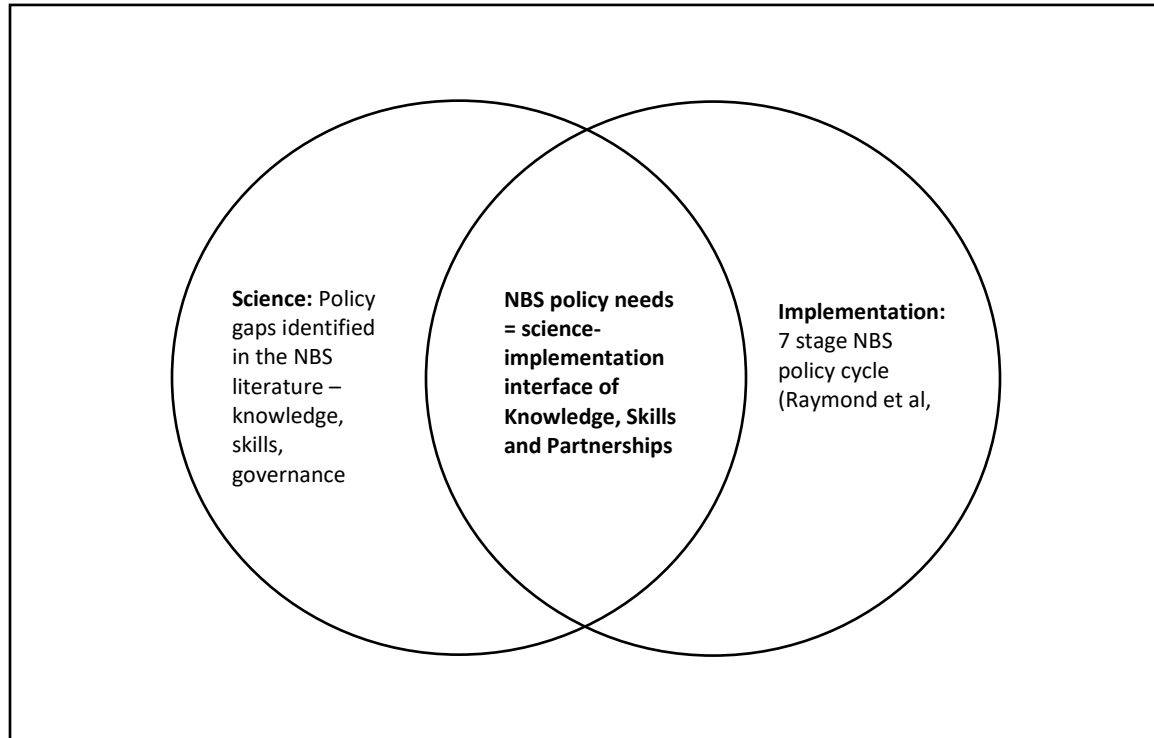 Science: Policy
gaps identified
in the NBS
literature –
knowledge,
skills,
governance
NBS policy needs
= science-
implementation
interface of
Knowledge, Skills
and Partnerships
Implementation:
7 stage NBS
policy cycle
(Raymond et al,